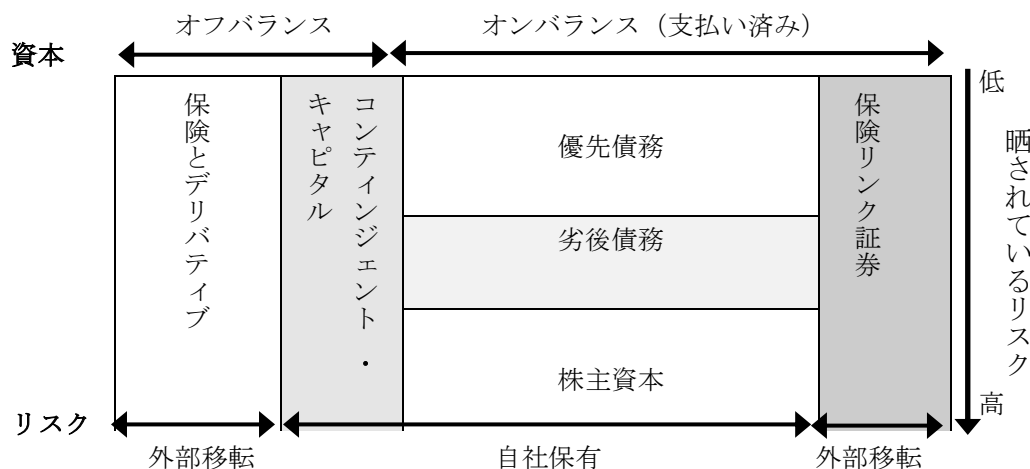 オフバランス
オンバランス（支払い済み）
資本
保険とデリバティブ
コンティンジェント・
キャピタル
優先債務
劣後債務
株主資本
保険リンク証券
低
晒されているリスク
高
リスク
外部移転
自社保有
外部移転